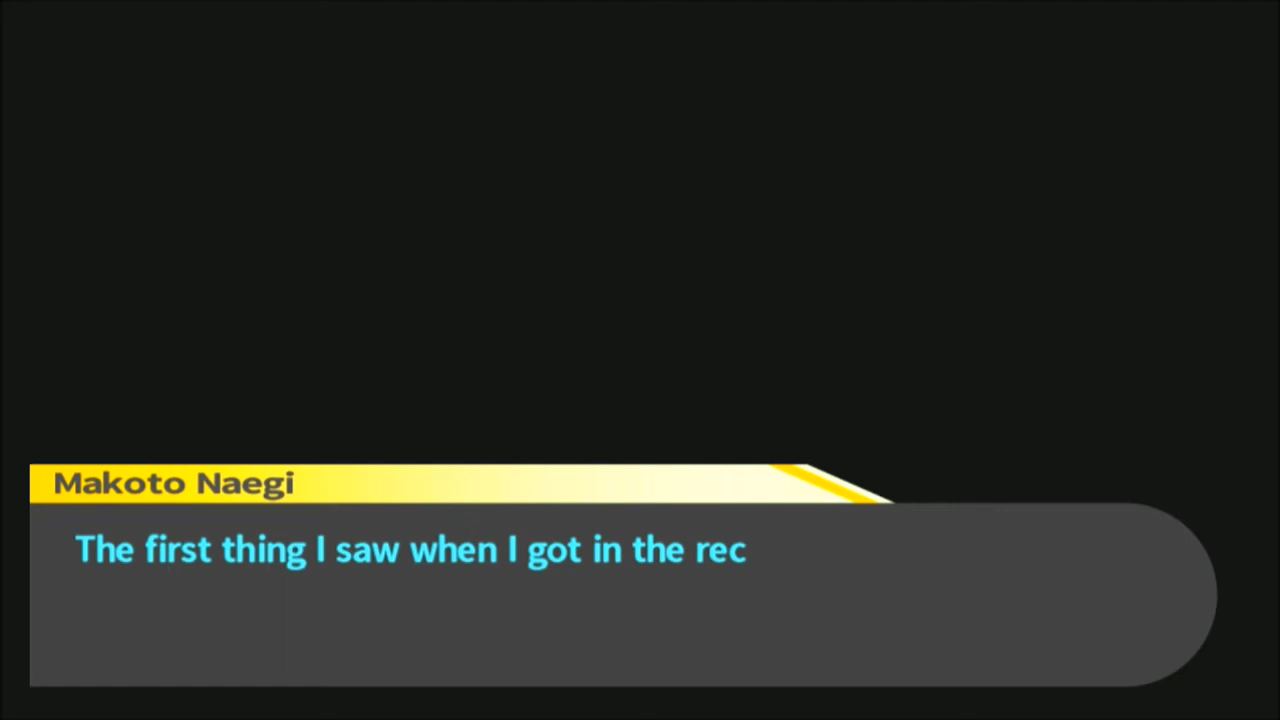 Makoto Naegi
The first thing I saw when I got in the rec